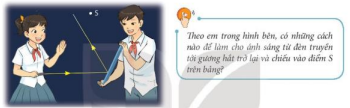 S
Theo em trong hình bên, có những cách
nào để làm cho ánh sáng từ đèn truyền
tới gương hắt trở lại và chiếu vào điểm S
trên bảng?